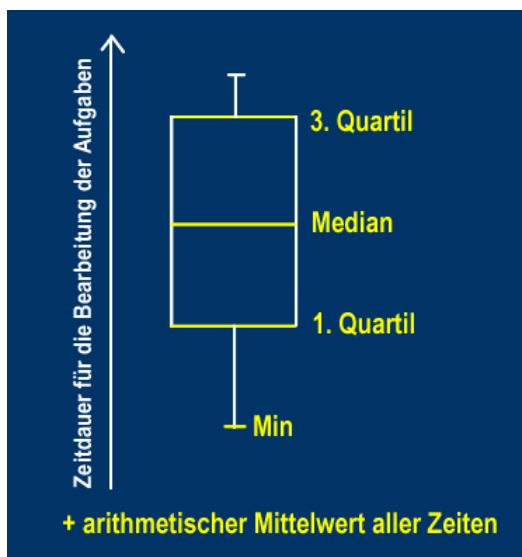 Zeitdauer für die Bearbeitung der Aufgaben
3. Quartil
Median
1. Quartil
Min
+ arithmetischer Mittelwert aller Zeiten